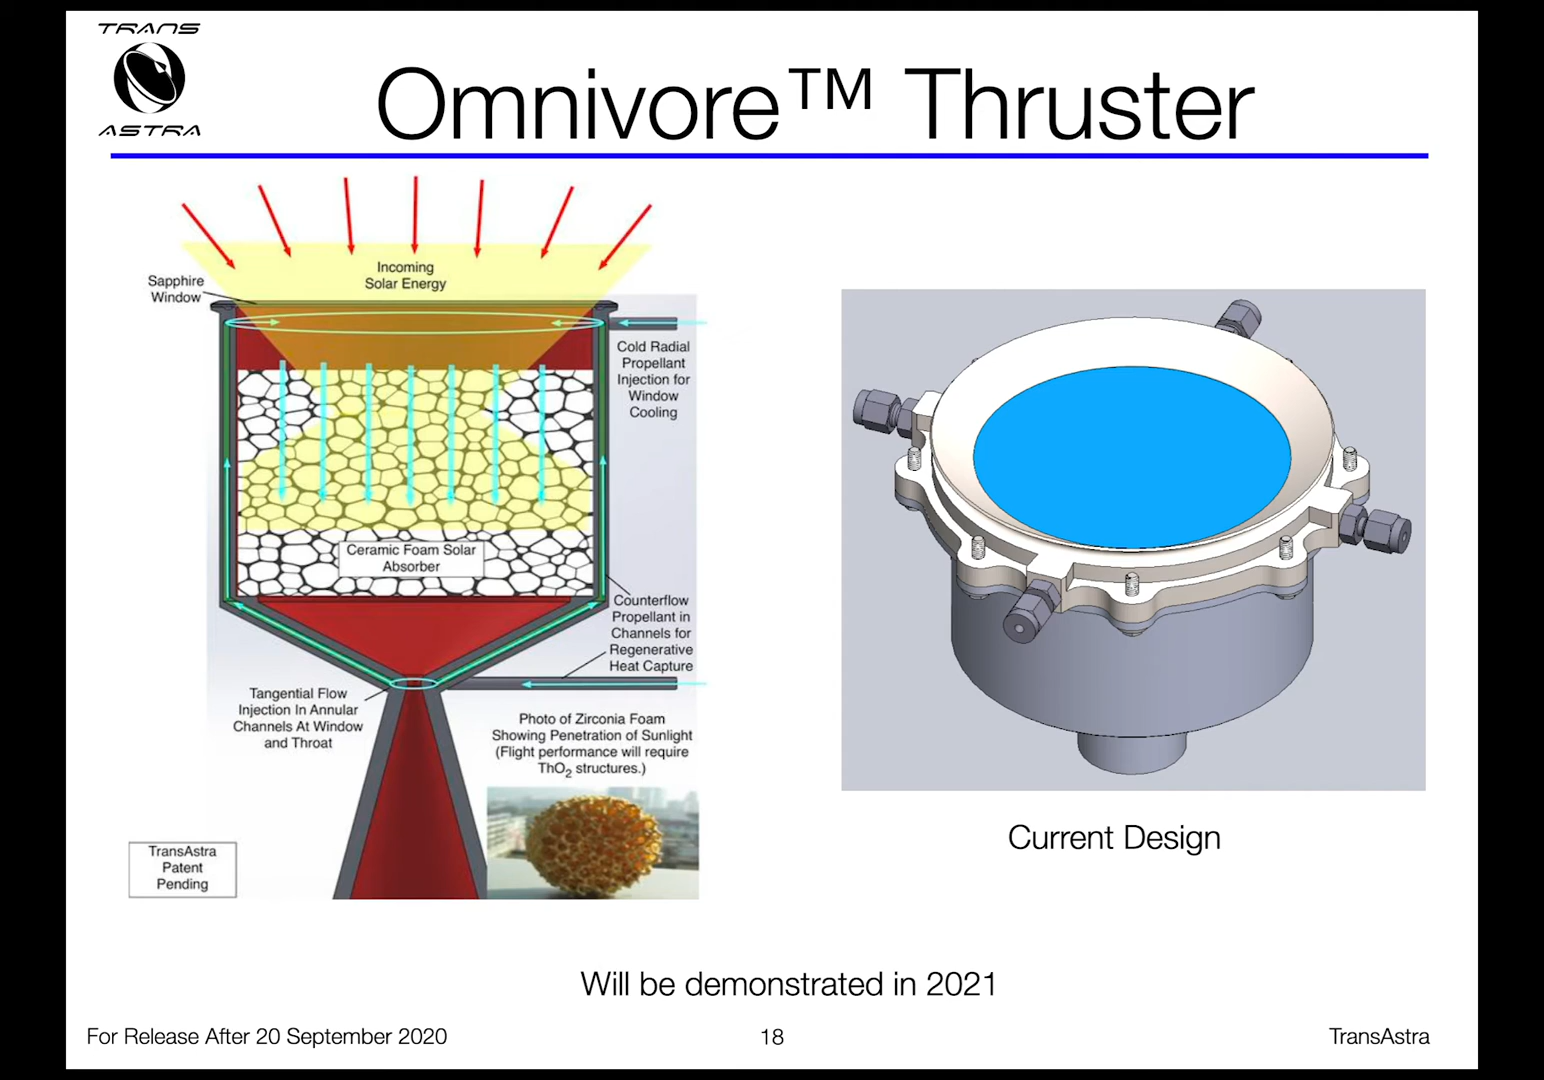 TRANS
ASTRA
Omnivore™ Thruster
Incoming
Solar Energy
Sapphire
Window
Cold Radial
Propellant
Injection for
Window
Cooling
Ceramic Foam Solar
Absorber
Counterflow
Propellant in
Channels for
Regenerative
Heat Capture
Tangential Flow
Injection In Annular
Channels At Window
and Throat
Photo of Zirconia Foam
Showing Penetration of Sunlight
(Flight performance will require
ThO2 structures.)
TransAstra
Patent
Pending
Current Design
Will be demonstrated in 2021
For Release After 20 September 2020
18
TransAstra